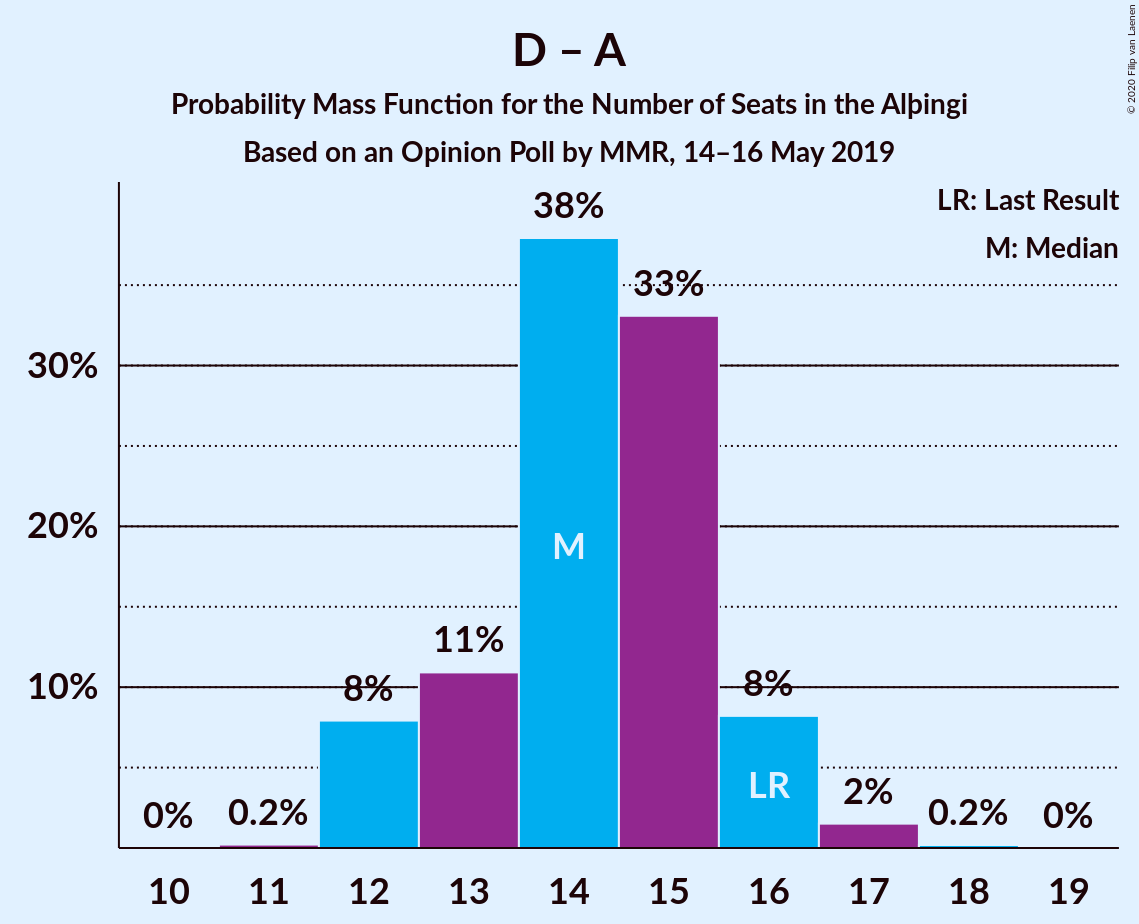 D – A
Probability Mass Function for the Number of Seats in the Alþingi
Based on an Opinion Poll by MMR, 14–16 May 2019
© 2020 Filip van Laenen
LR: Last Result
M: Median
38%
33%
30%
M
20%
11%
10%
8%
8%
LR
2%
0%
0.2%
0.2%
0%
10 11 12 13 14 15 16 17 18 19